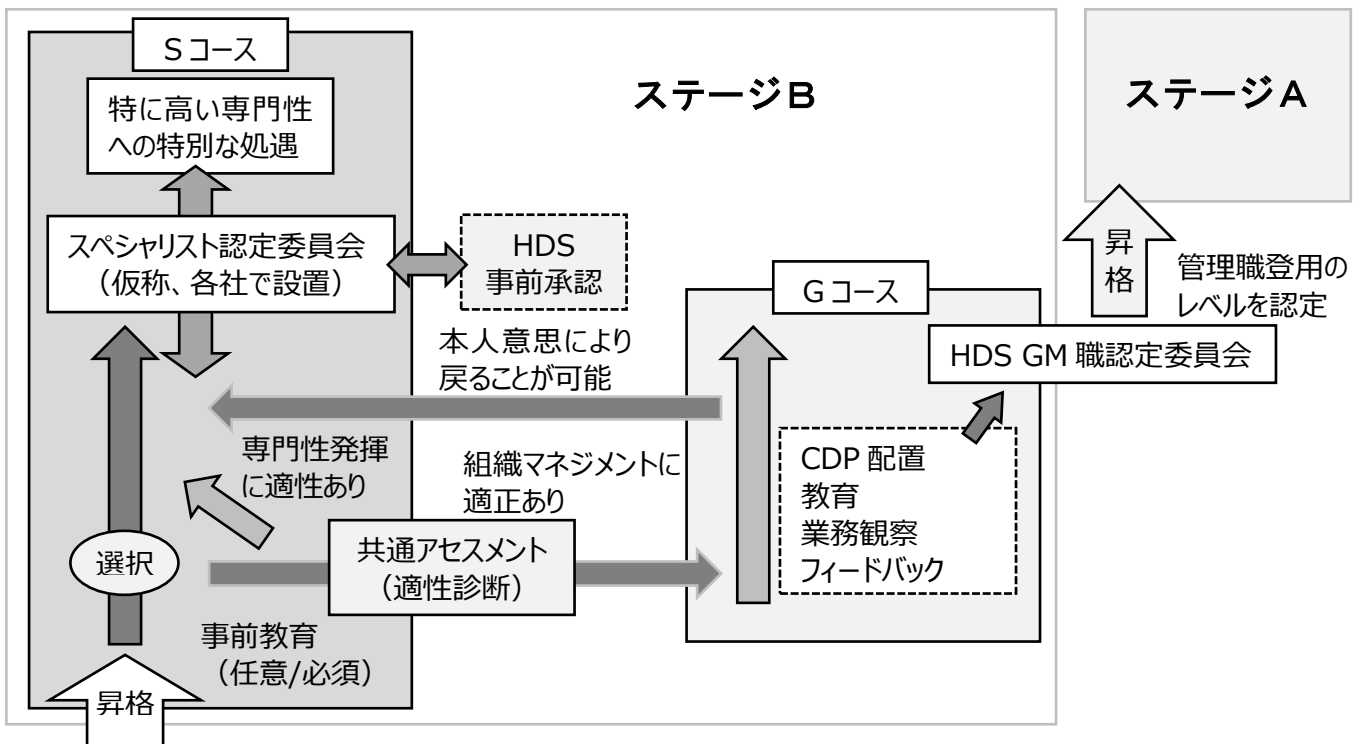 Sコース
特に高い専門性
への特別な処遇
ステージB
ステージA
スペシャリスト認定委員会
（仮称、各社で設置）
HDS
事前承認
Gコース
昇
格
管理職登用の
レベルを認定
HDS GM 職認定委員会
本人意思により
戻ることが可能
専門性発揮
に適性あり
組織マネジメントに
適正あり
CDP 配置
教育
業務観察
フィードバック
選択
共通アセスメント
（適性診断）
事前教育
（任意/必須）
昇格